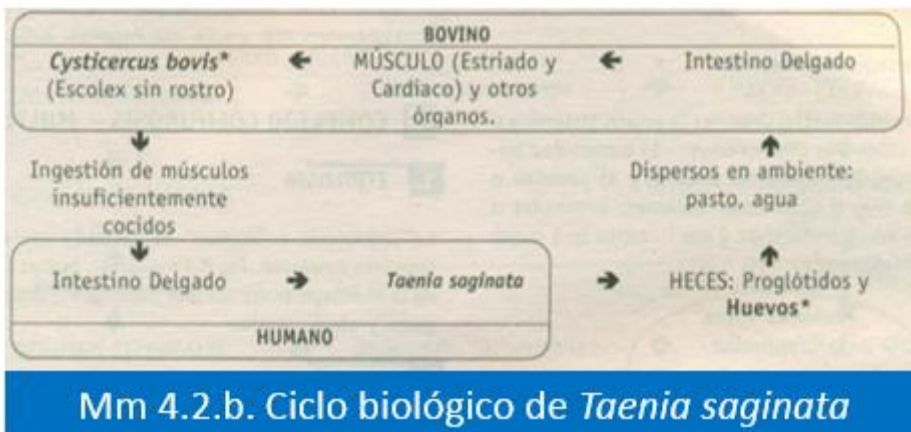 BOVINO
Cysticercus bovis* ← MÚSCULO (Estriado y ← Intestino Delgado
(Escolex sin rostro) Cardiaco) y otros
órganos.
Ingestión de músculos
insuficientemente
cocidos
Dispersos en ambiente:
pasto, agua
Intestino Delgado → Taenia saginata → HECES: Proglótidos y
Huevos*
HUMANO
Mm 4.2.b. Ciclo biológico de Taenia saginata